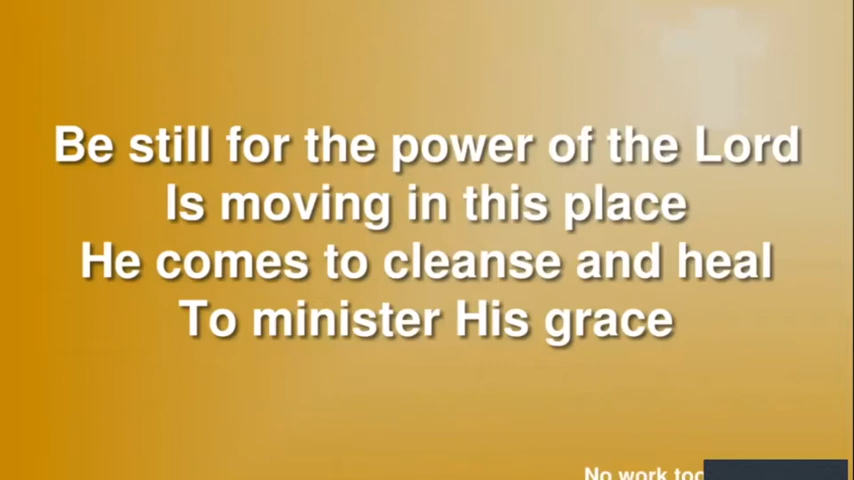 Be still for the power of the Lord
Is moving in this place
He comes to cleanse and heal
To minister His grace
No work too